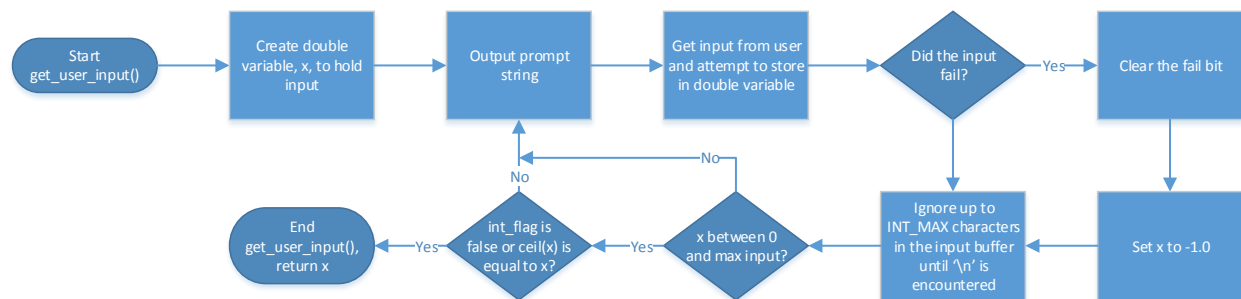 Start
get_user_input()
Create double
variable, x, to hold
input
Output prompt
string
Get input from user
and attempt to store
in double variable
Did the input
fail?
Yes
Clear the fail bit
Set x to -1.0
Ignore up to
INT_MAX characters
in the input buffer
until ‘\n’ is
encountered
x between 0
and max input?
No
Yes
int_flag is
false or ceil(x) is
equal to x?
No
Yes
End
get_user_input(),
return x